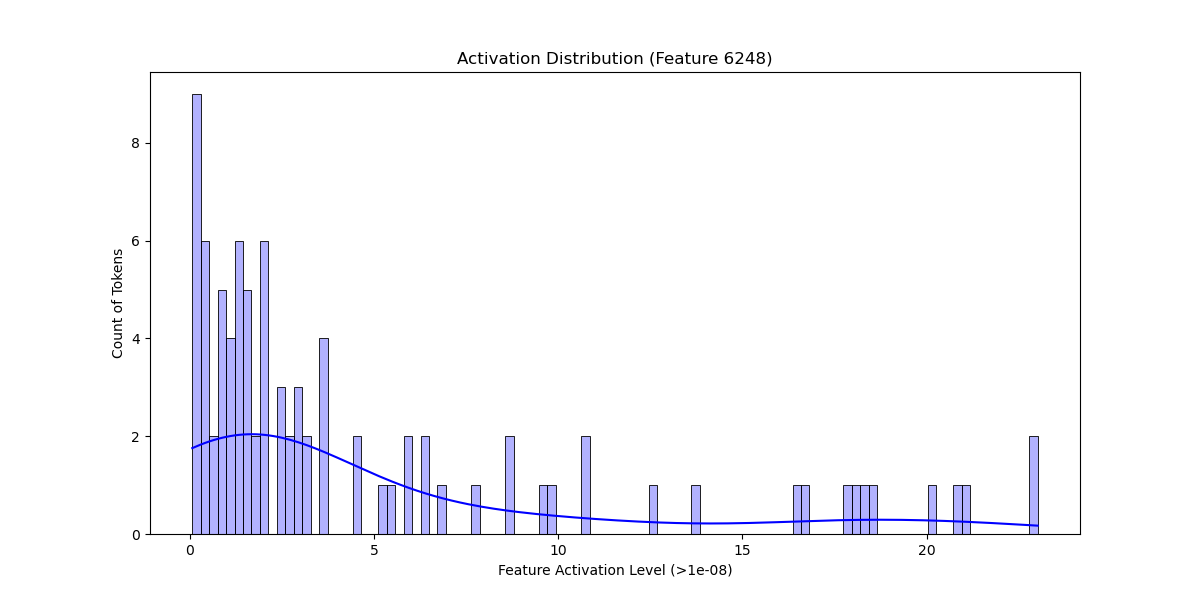 Activation Distribution (Feature 6248)
8
6
4
2
0
Count of Tokens
0 5 10 15 20
Feature Activation Level (>1e-08)